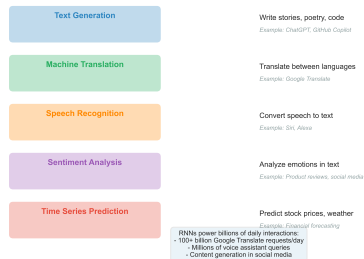 Text Generation
Write stories, poetry, code
Example: ChatGPT, GitHub Copilot
Machine Translation
Translate between languages
Example: Google Translate
Speech Recognition
Convert speech to text
Example: Siri, Alexa
Sentiment Analysis
Analyze emotions in text
Example: Product reviews, social media
Time Series Prediction
Predict stock prices, weather
Example: Financial forecasting
RNNs power billions of daily interactions:
- 100+ billion Google Translate requests/day
- Millions of voice assistant queries
- Content generation in social media